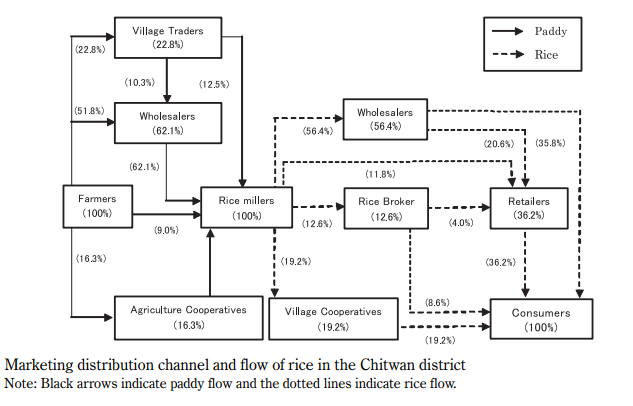 Village Traders
(22.8%)
Paddy
Rice
(22.8%)
(10.3%)
(12.5%)
(51.8%)
Wholesalers
(62.1%)
Wholesalers
(56.4%)
(56.4%)
(20.6%)
(35.8%)
(62.1%)
(11.8%)
Farmers
(100%)
Rice millers
(100%)
Rice Broker
(12.6%)
Retailers
(36.2%)
(9.0%)
(12.6%)
(4.0%)
(16.3%)
(19.2%)
(36.2%)
Agriculture Cooperatives
(16.3%)
Village Cooperatives
(19.2%)
(8.6%)
Consumers
(100%)
(19.2%)
Marketing distribution channel and flow of rice in the Chitwan district
Note: Black arrows indicate paddy flow and the dotted lines indicate rice flow.